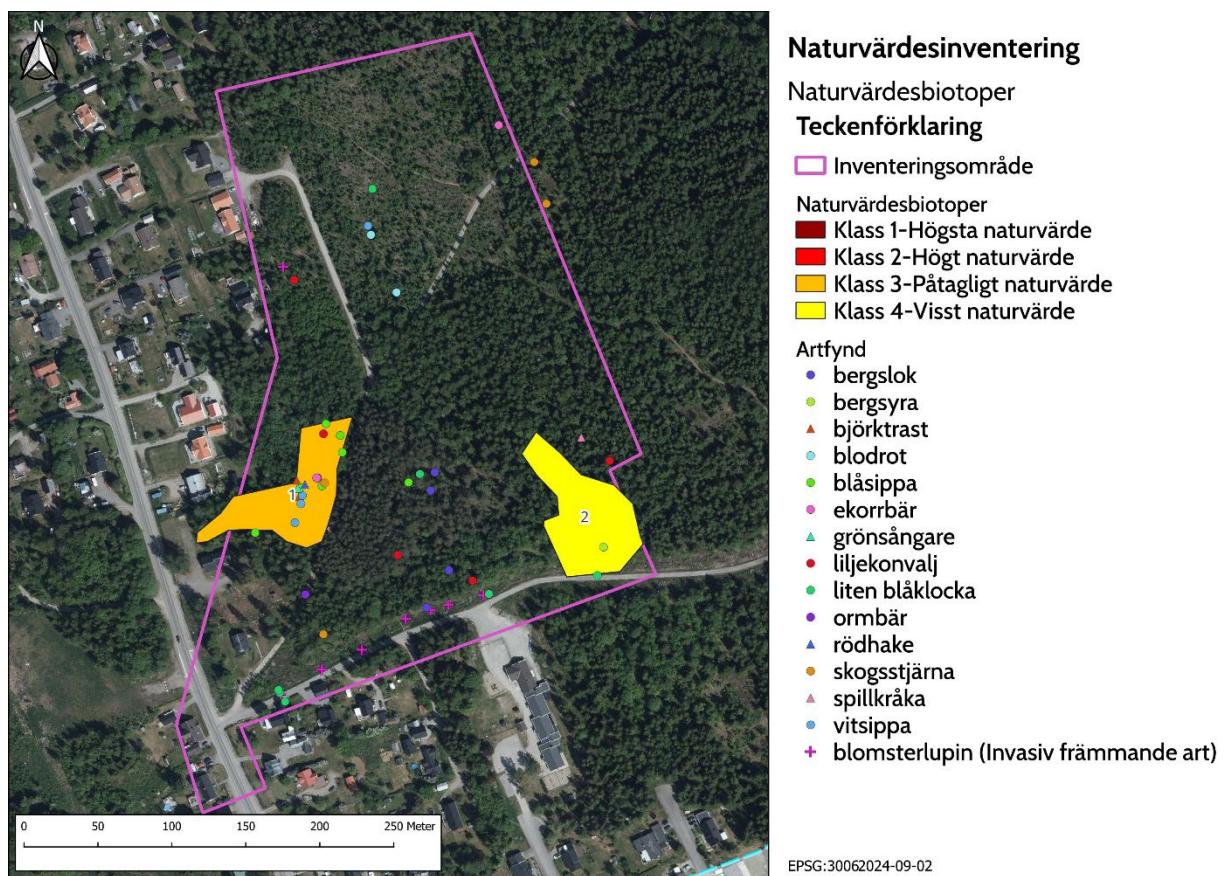 N
1
2
0 50 100 150 200 250 Meter
Naturvärdesinventering
Naturvärdesbiotoper
Teckenförklaring
Inventeringsområde
Naturvärdesbiotoper
Klass 1-Högsta naturvärde
Klass 2-Högt naturvärde
Klass 3-Påtagligt naturvärde
Klass 4-Visst naturvärde
Artfynd
bergslok
bergsyra
björktrast
blodrot
blåsippa
ekorrbär
grönsångare
liljekonvalj
liten blåklocka
ormbär
rödhake
skogsstjärna
spillkråka
vitsippa
blomsterlupin (Invasiv främmande art)
EPSG:30062024-09-02